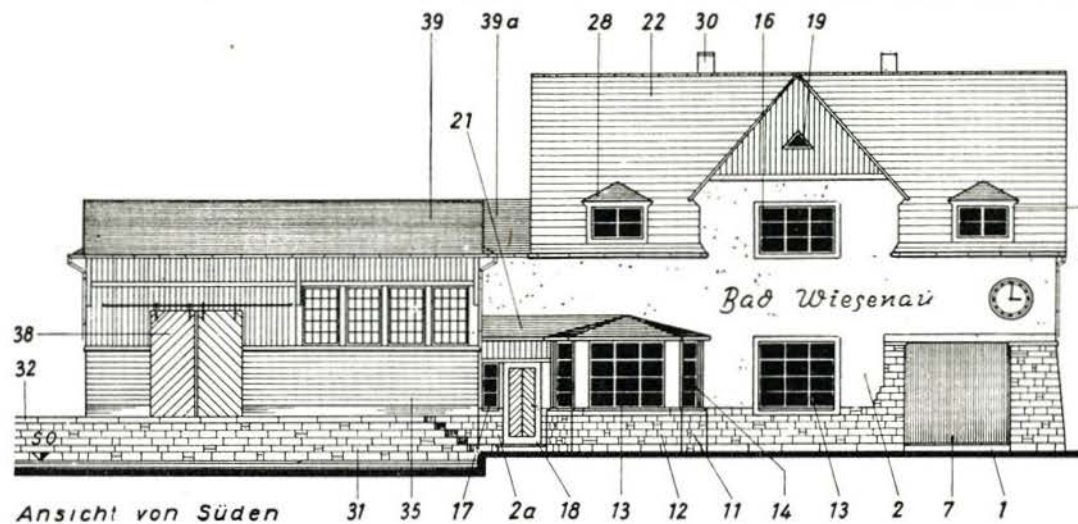 39 39a 28 22 30 16 19
21
Bad Wiesenau
38
32
SO
Ansicht von Süden 31 35 17 2a 18 13 12 11 14 13 2 7 1